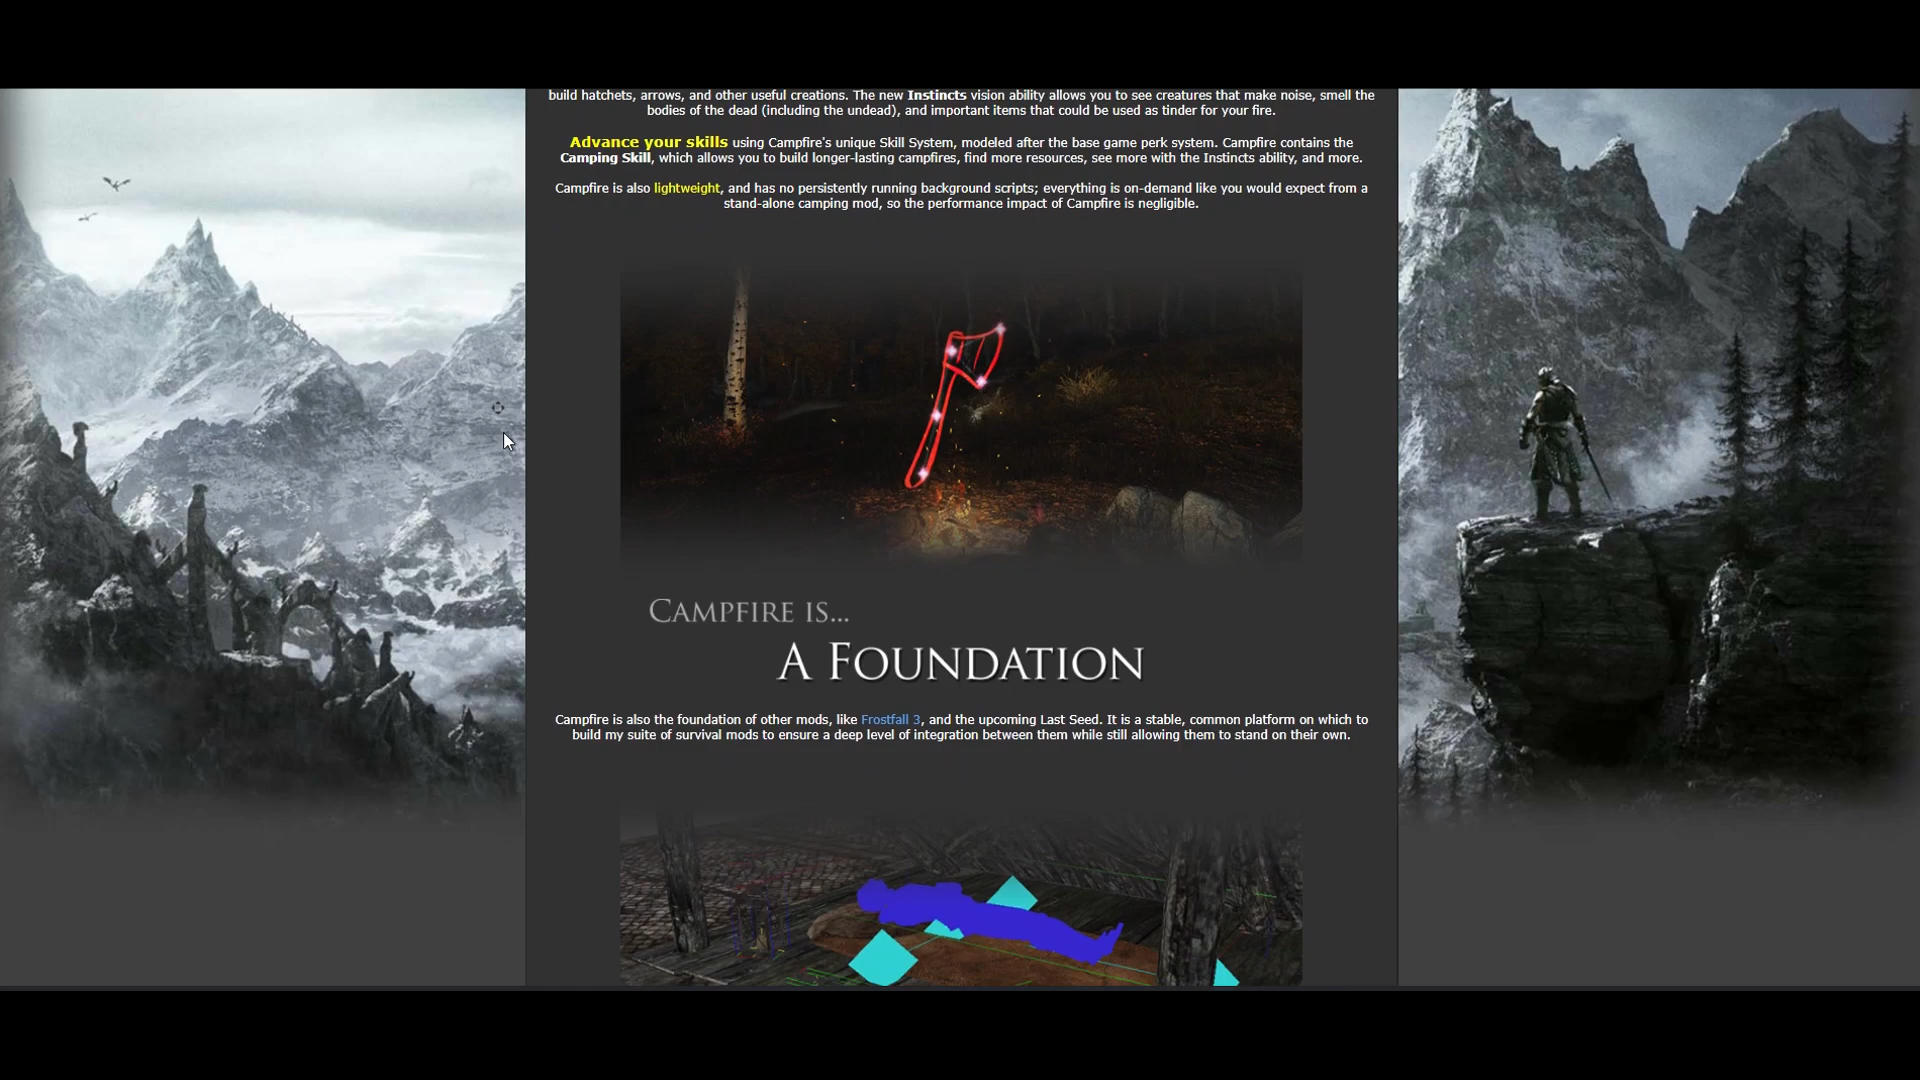 build hatchets, arrows, and other useful creations. The new Instincts vision ability allows you to see creatures that make noise, smell the
bodies of the dead (including the undead), and important items that could be used as tinder for your fire.
Advance your skills using Campfire's unique Skill System, modeled after the base game perk system. Campfire contains the
Camping Skill, which allows you to build longer-lasting campfires, find more resources, see more with the Instincts ability, and more.
Campfire is also lightweight, and has no persistently running background scripts; everything is on-demand like you would expect from a
stand-alone camping mod, so the performance impact of Campfire is negligible.
Campfire is...
A Foundation
Campfire is also the foundation of other mods, like Frostfall 3, and the upcoming Last Seed. It is a stable, common platform on which to
build my suite of survival mods to ensure a deep level of integration between them while still allowing them to stand on their own.